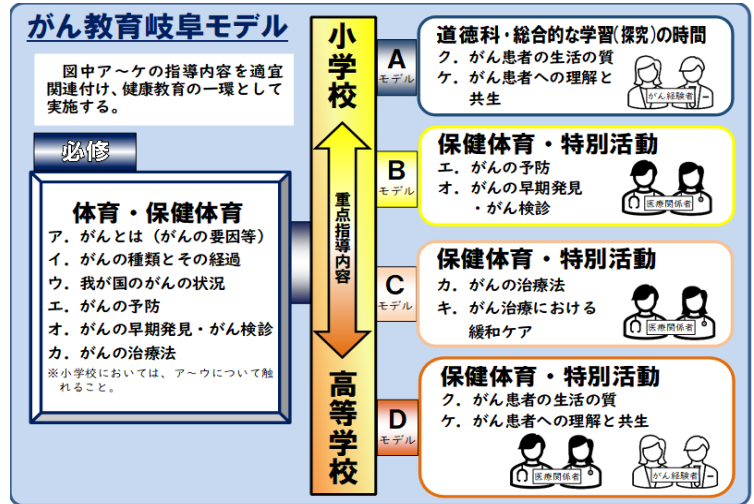 がん教育岐阜モデル
図中ア～ケの指導内容を適宜
関連付け、健康教育の一環として
実施する。
必修
体育・保健体育
ア．がんとは（がんの要因等）
イ．がんの種類とその経過
ウ．我が国のがんの状況
エ．がんの予防
オ．がんの早期発見・がん検診
カ．がんの治療法
※小学校においては、ア～ウについて触
れること。
小学校
重点指導内容
高等学校
A
モデル
道徳科・総合的な学習(探究)の時間
ク．がん患者の生活の質
ケ．がん患者への理解と
共生
がん経験者
B
モデル
保健体育・特別活動
エ．がんの予防
オ．がんの早期発見
・がん検診
医療関係者
C
モデル
保健体育・特別活動
カ．がんの治療法
キ．がん治療における
緩和ケア
医療関係者
D
モデル
保健体育・特別活動
ク．がん患者の生活の質
ケ．がん患者への理解と共生
医療関係者
がん経験者